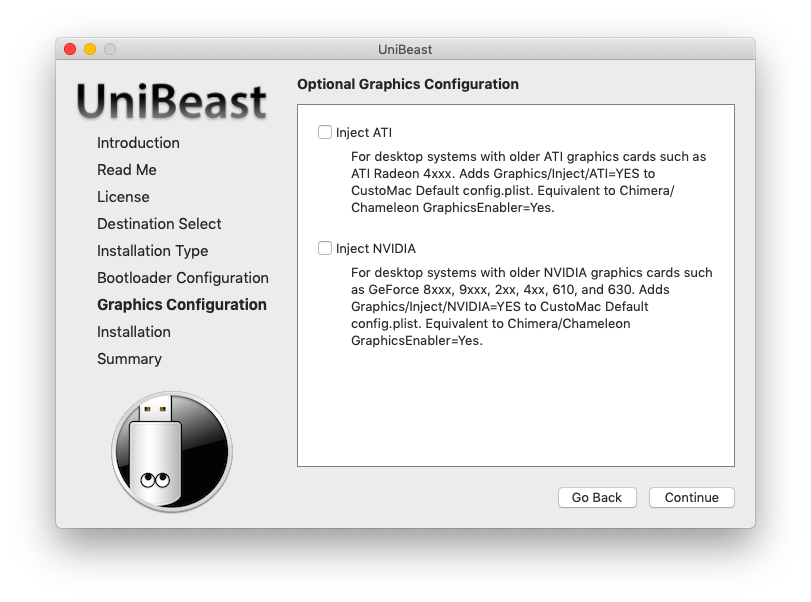 UniBeast
UniBeast
Introduction
Read Me
License
Destination Select
Installation Type
Bootloader Configuration
Graphics Configuration
Installation
Summary
Optional Graphics Configuration
Inject ATI
For desktop systems with older ATI graphics cards such as
ATI Radeon 4xxx. Adds Graphics/Inject/ATI=YES to
CustoMac Default config.plist. Equivalent to Chimera/
Chameleon GraphicsEnabler=Yes.
Inject NVIDIA
For desktop systems with older NVIDIA graphics cards such
as GeForce 8xxx, 9xxx, 2xx, 4xx, 610, and 630. Adds
Graphics/Inject/NVIDIA=YES to CustoMac Default
config.plist. Equivalent to Chimera/Chameleon
GraphicsEnabler=Yes.
Go Back
Continue